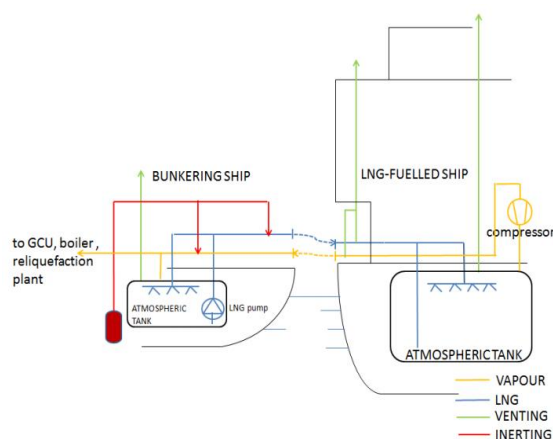 BUNKERING SHIP
LNG-FUELLED SHIP
compressor
to GCU, boiler ,
reliquefaction
plant
ATMOSPHERIC
TANK
LNG pump
ATMOSPHERICTANK
VAPOUR
LNG
VENTING
INERTING